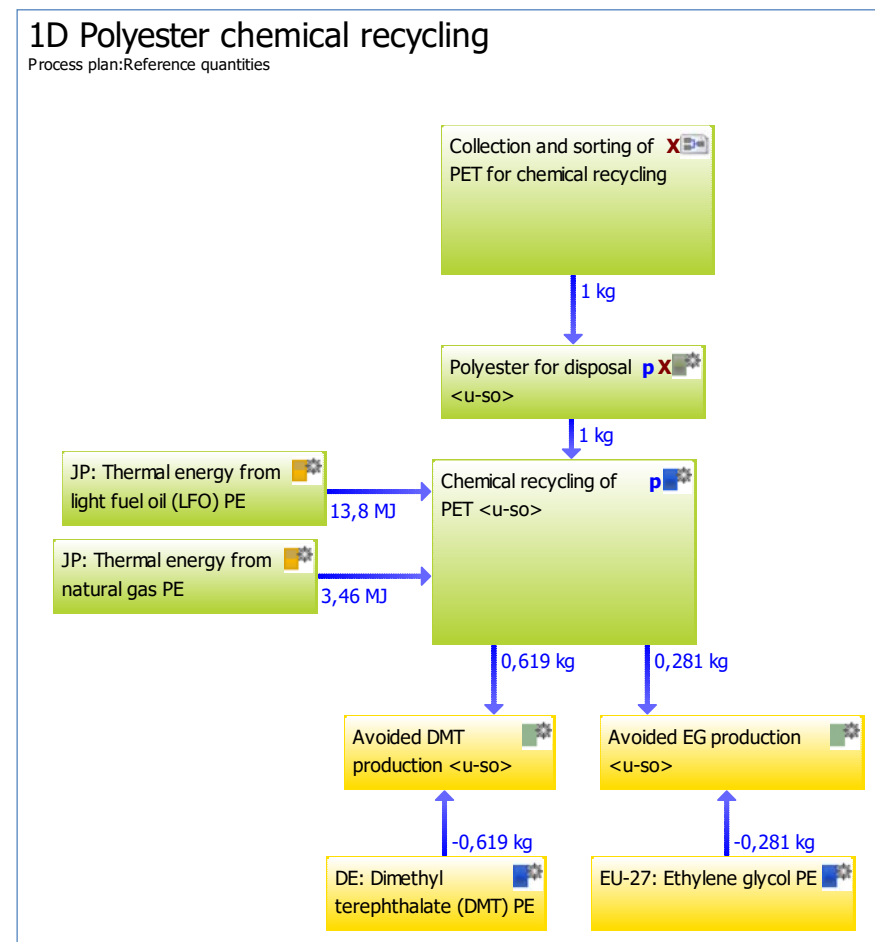 1D Polyester chemical recycling
Process plan:Reference quantities
Collection and sorting of X
PET for chemical recycling
1 kg
Polyester for disposal p X
<u-so>
1 kg
JP: Thermal energy from
light fuel oil (LFO) PE
13,8 MJ
Chemical recycling of p
PET <u-so>
JP: Thermal energy from
natural gas PE
3,46 MJ
0,619 kg
0,281 kg
Avoided DMT
production <u-so>
Avoided EG production
<u-so>
-0,619 kg
-0,281 kg
DE: Dimethyl
terephthalate (DMT) PE
EU-27: Ethylene glycol PE